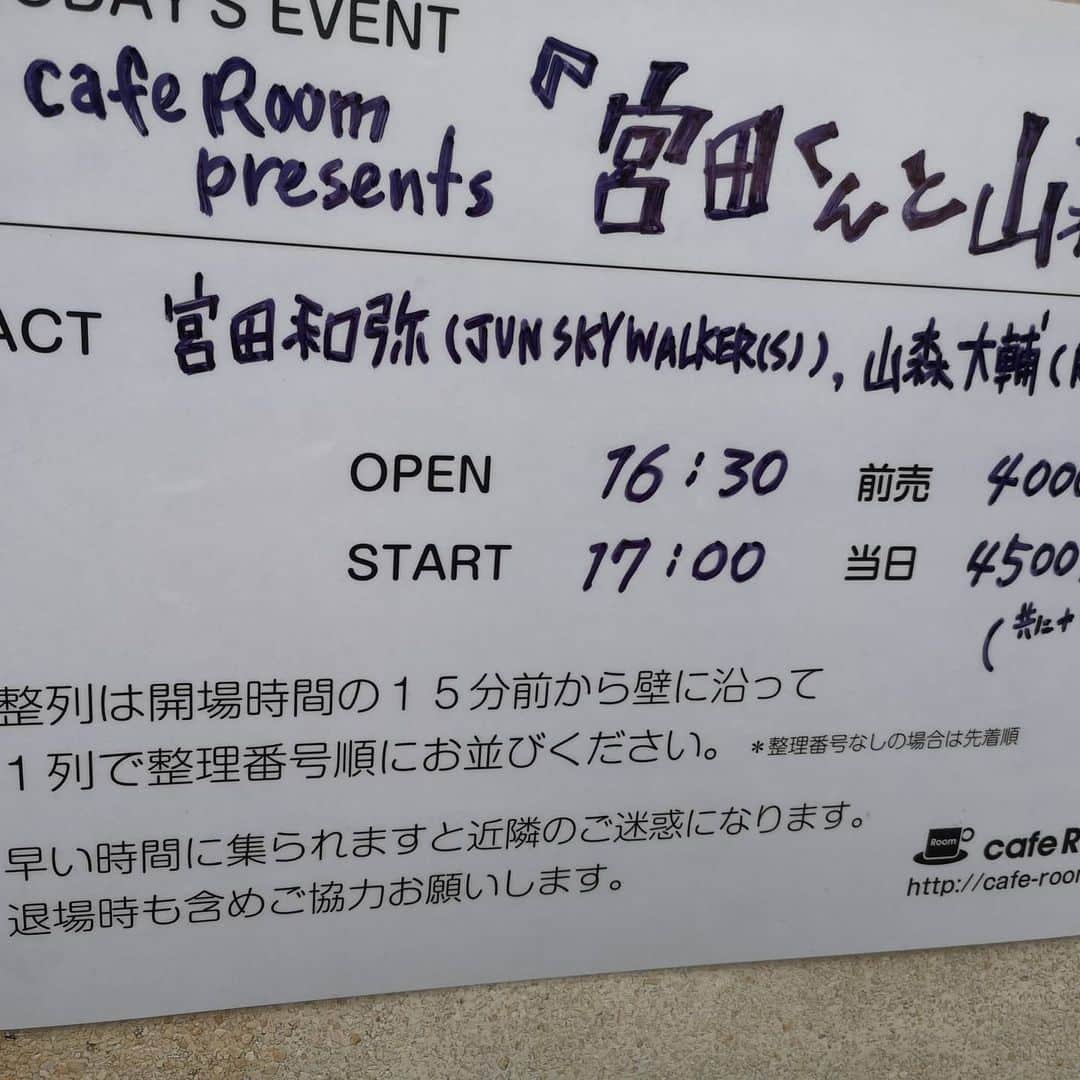 TODAY'S EVENT
cafe Room
presents
『宮田くんと山
ACT 宮田和弥(JUN SKY WALKER(S)), 山森大輔(
OPEN 16:30 前売 4000
START 17:00 当日 4500
(共に+
整列は開場時間の15分前から壁に沿って
1列で整理番号順にお並びください。 *整理番号なしの場合は先着順
早い時間に集られますと近隣のご迷惑になります。
退場時も含めご協力お願いします。
Room
cafe R
http://cafe-room